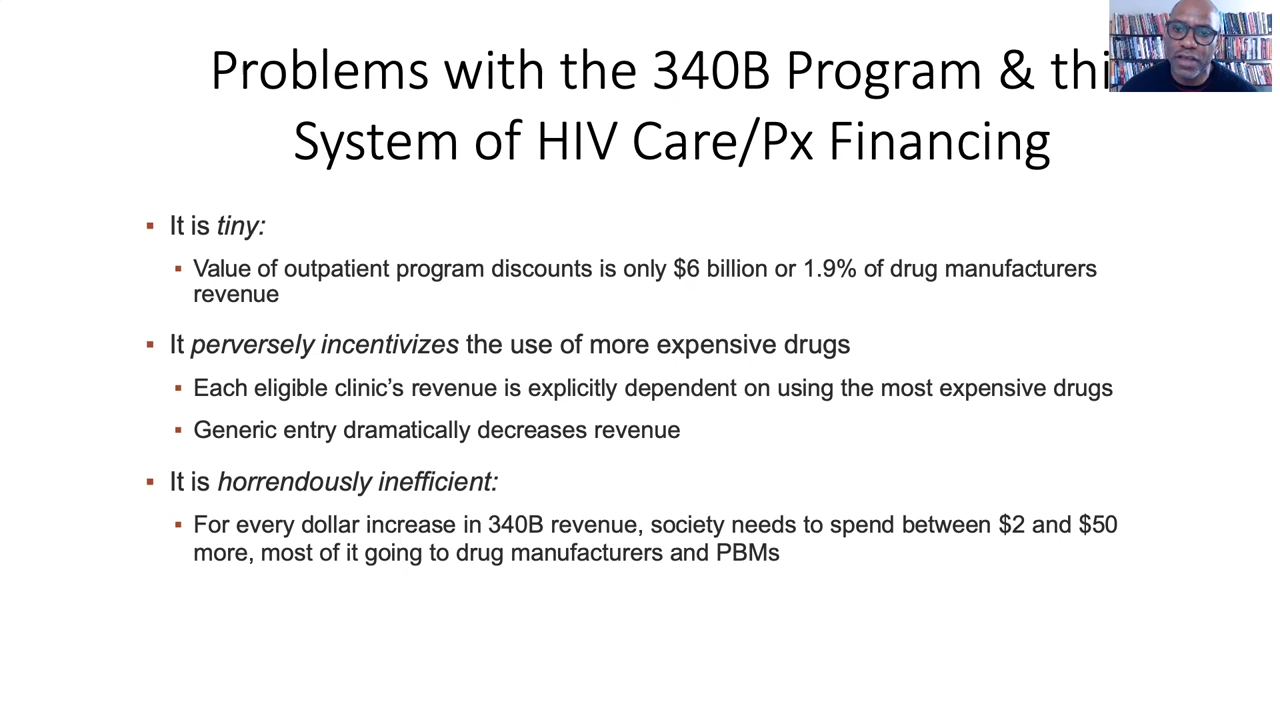 Problems with the 340B Program & thi
System of HIV Care/Px Financing
▪ It is tiny:
▪ Value of outpatient program discounts is only $6 billion or 1.9% of drug manufacturers
revenue
▪ It perversely incentivizes the use of more expensive drugs
▪ Each eligible clinic's revenue is explicitly dependent on using the most expensive drugs
▪ Generic entry dramatically decreases revenue
▪ It is horrendously inefficient:
▪ For every dollar increase in 340B revenue, society needs to spend between $2 and $50
more, most of it going to drug manufacturers and PBMs